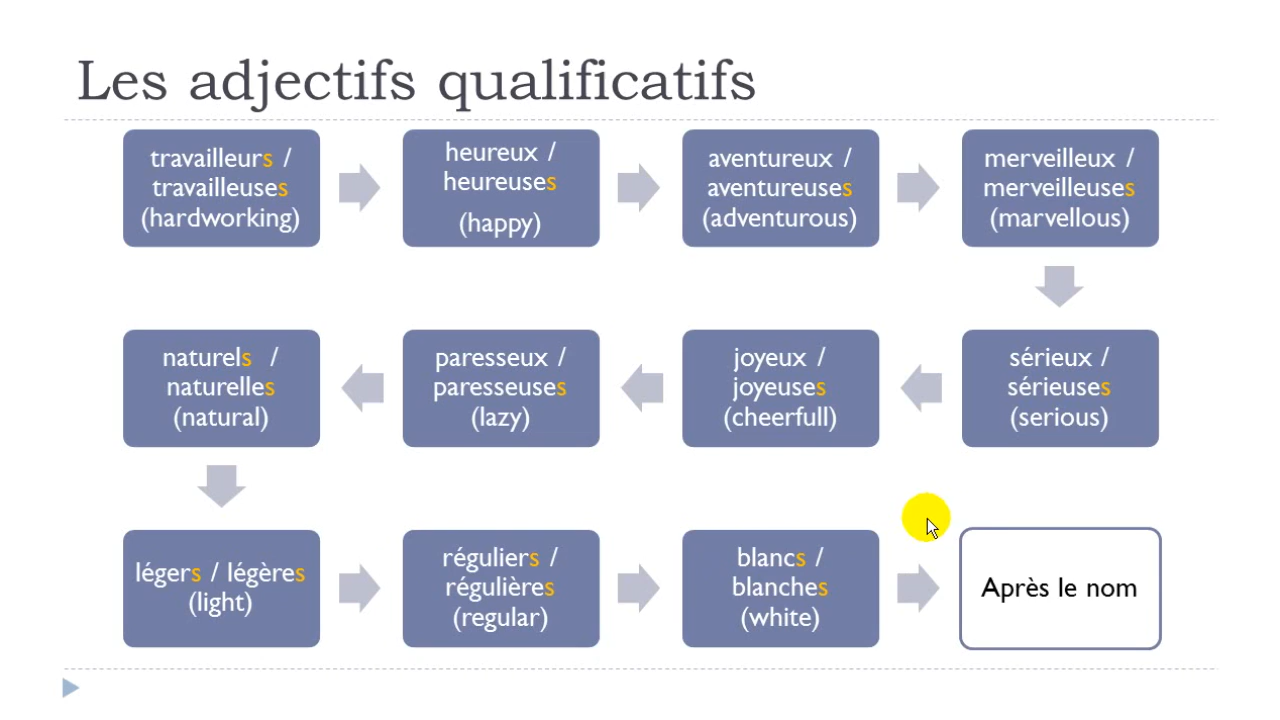 Les adjectifs qualificatifs
travailleurs /
travailleuses
(hardworking)
heureux /
heureuses
(happy)
aventureux /
aventureuses
(adventurous)
merveilleux /
merveilleuses
(marvellous)
sérieux /
sérieuses
(serious)
joyeux /
joyeuses
(cheerfull)
paresseux /
paresseuses
(lazy)
naturels /
naturelles
(natural)
légers / légères
(light)
réguliers /
régulières
(regular)
blancs /
blanches
(white)
Après le nom